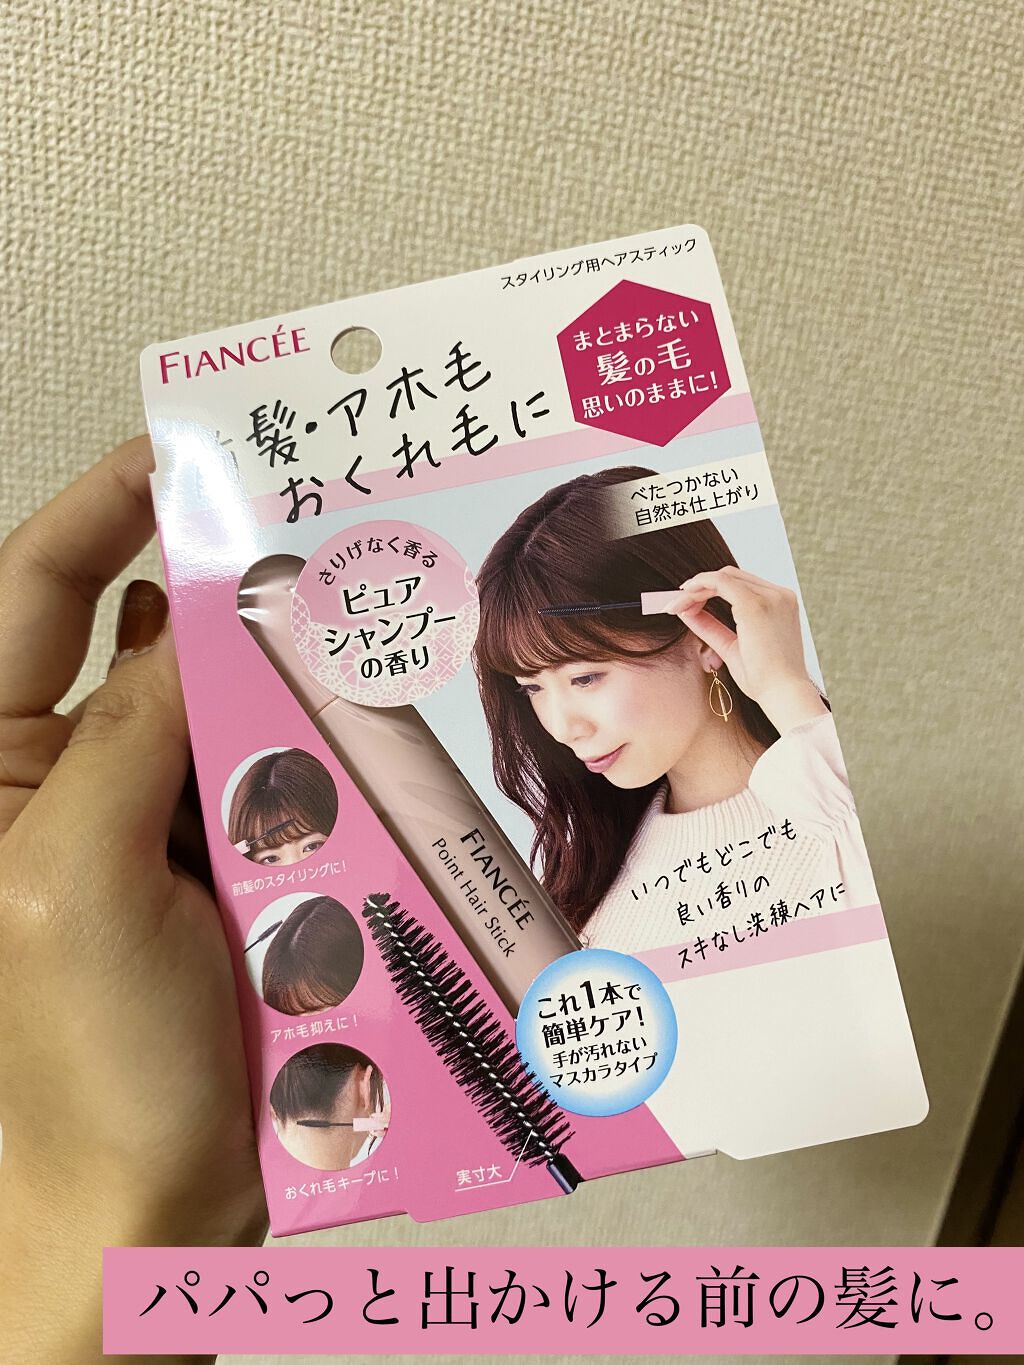 スタイリング用ヘアスティック
FIANCÉE
まとまらない
髪の毛
思いのままに!
髪・アホ毛
おくれ毛に
べたつかない
自然な仕上がり
さりげなく香る
ピュア
シャンプー
の香り
FIANCÉE
Point Hair Stick
前髪のスタイリングに!
アホ毛抑えに!
おくれ毛キープに!
いつでもどこでも
良い香りの
スキなし洗練ヘアに
これ1本で
簡単ケア!
手が汚れない
マスカラタイプ
実寸大
パパっと出かける前の髪に。